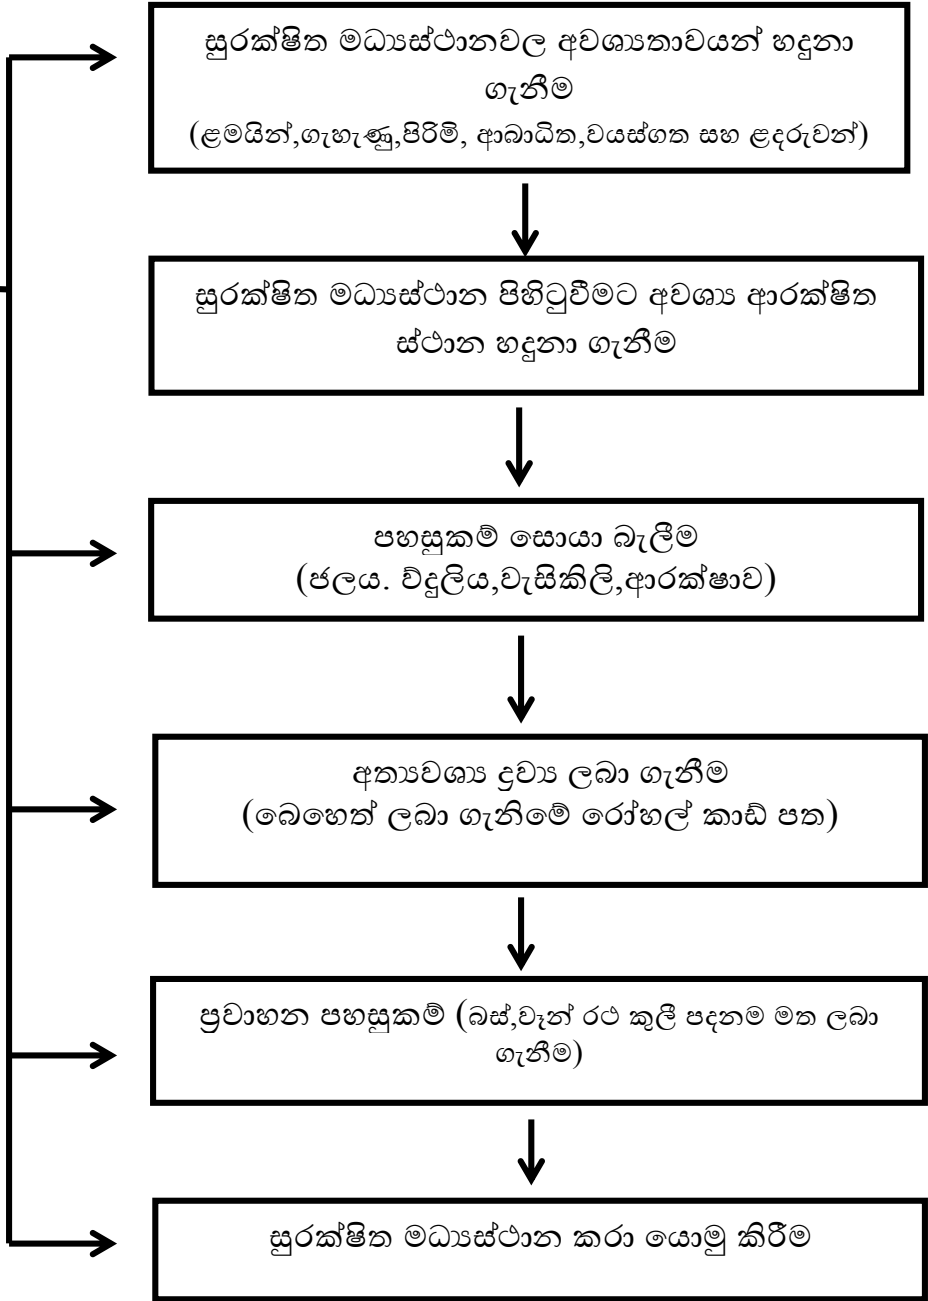 සුරක්ෂිත මධ්‍යස්ථානවල අවශ්‍යතාවයන් හදුනා
ගැනීම
(ළමයින්,ගැහැණු,පිරිමි, ආබාධිත,වයස්ගත සහ ළදරුවන්)
සුරක්ෂිත මධ්‍යස්ථාන පිහිටුවීමට අවශ්‍ය ආරක්ෂිත
ස්ථාන හදුනා ගැනීම
පහසුකම් සොයා බැලීම
(ජලය. විදුලිය,වැසිකිලි,ආරක්ෂාව)
අත්‍යවශ්‍ය ද්‍රව්‍ය ලබා ගැනීම
(බෙහෙත් ලබා ගැනිමේ රෝහල් කාඩ් පත)
ප්‍රවාහන පහසුකම් (බස්,වෑන් රථ කුලී පදනම මත ලබා
ගැනීම)
සුරක්ෂිත මධ්‍යස්ථාන කරා යොමු කිරීම